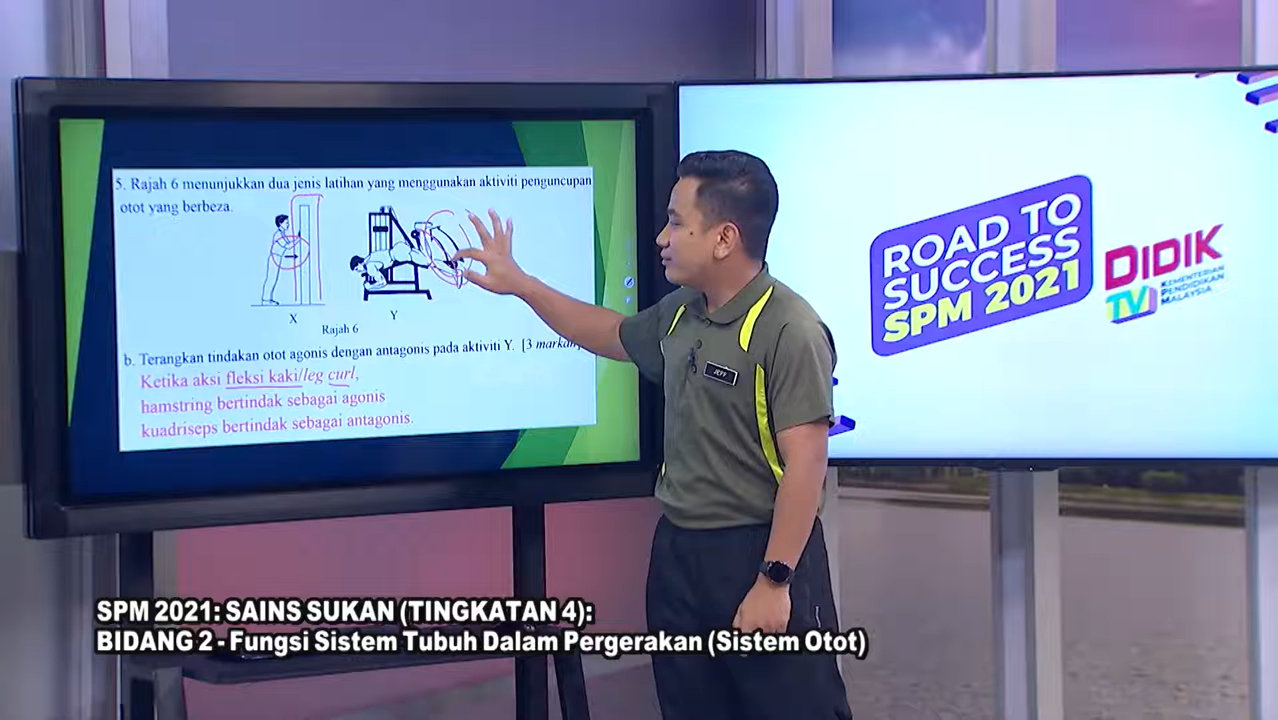 5. Rajah 6 menunjukkan dua jenis latihan yang menggunakan aktiviti penguncupan
otot yang berbeza.
X
Y
Rajah 6
b. Terangkan tindakan otot agonis dengan antagonis pada aktiviti Y. [3 markah]
Ketika aksi fleksi kaki/leg curl,
hamstring bertindak sebagai agonis
kuadriseps bertindak sebagai antagonis.
ROAD TO
SUCCESS
SPM 2021
DIDIK
TV
KEMENTERIAN
PENDIDIKAN
MALAYSIA
JEFF
SPM 2021: SAINS SUKAN (TINGKATAN 4):
BIDANG 2 - Fungsi Sistem Tubuh Dalam Pergerakan (Sistem Otot)